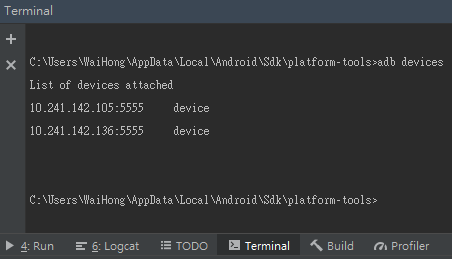 Terminal
C:\Users\WaiHong\AppData\Local\Android\Sdk\platform-tools>adb devices
List of devices attached
10.241.142.105:5555    device
10.241.142.136:5555    device
C:\Users\WaiHong\AppData\Local\Android\Sdk\platform-tools>
4: Run 6: Logcat TODO Terminal Build Profiler